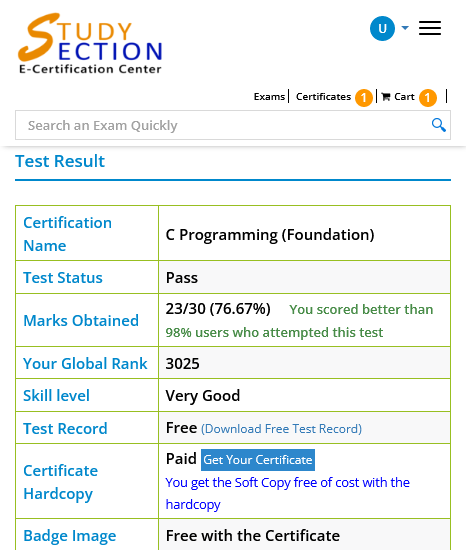 STUDY
SECTION
E-Certification Center
U
Exams Certificates 1 Cart 1
Search an Exam Quickly
Test Result
Certification
Name
C Programming (Foundation)
Test Status
Pass
Marks Obtained
23/30 (76.67%) You scored better than
98% users who attempted this test
Your Global Rank
3025
Skill level
Very Good
Test Record
Free (Download Free Test Record)
Certificate
Hardcopy
Paid Get Your Certificate
You get the Soft Copy free of cost with the
hardcopy
Badge Image
Free with the Certificate